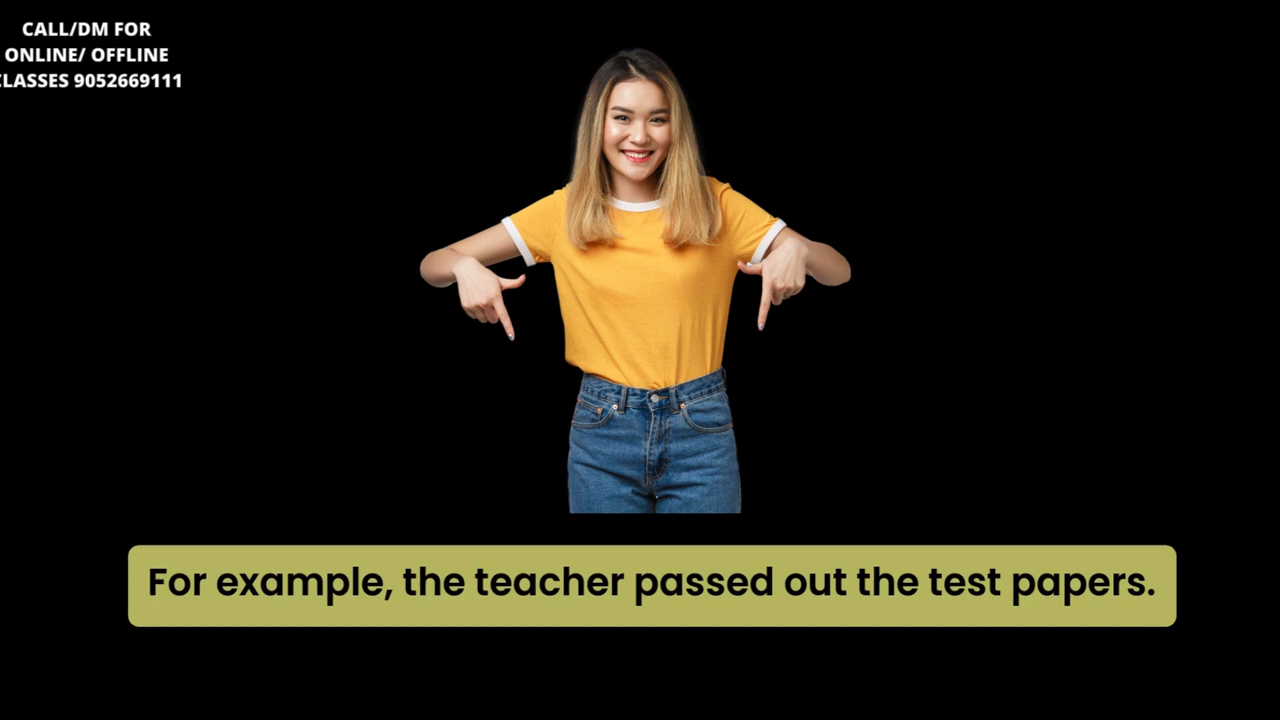 CALL/DM FOR
ONLINE/ OFFLINE
CLASSES 9052669111
For example, the teacher passed out the test papers.